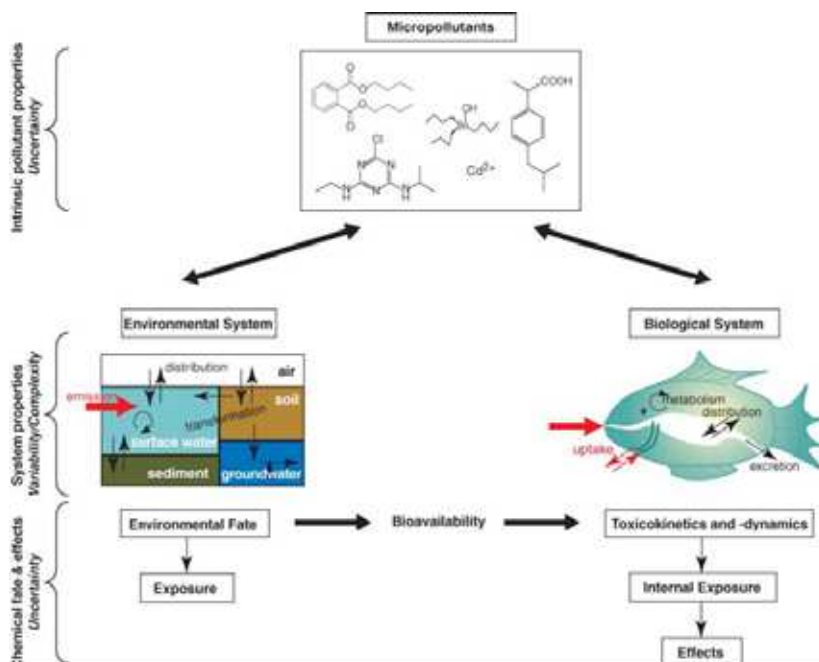 Micropollutants
Intrinsic pollutant properties
Uncertainty
O
O
O
O
OH
COOH
Cl
N
N
N
N
H
N
H
Cd2+
Environmental System
Biological System
System properties
Variability/Complexity
distribution
air
emission
soil
transformation
surface water
sediment
groundwater
metabolism
distribution
uptake
excretion
Chemical fate & effects
Uncertainty
Environmental Fate
Bioavailability
Toxicokinetics and -dynamics
Exposure
Internal Exposure
Effects